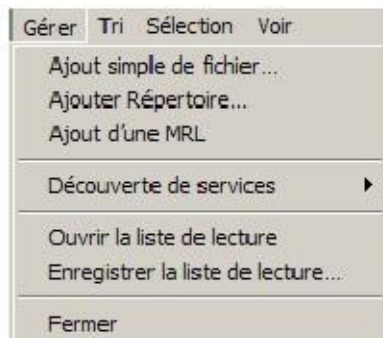 Gérer Tri Sélection Voir
Ajout simple de fichier...
Ajouter Répertoire...
Ajout d'une MRL
Découverte de services
Ouvrir la liste de lecture
Enregistrer la liste de lecture...
Fermer